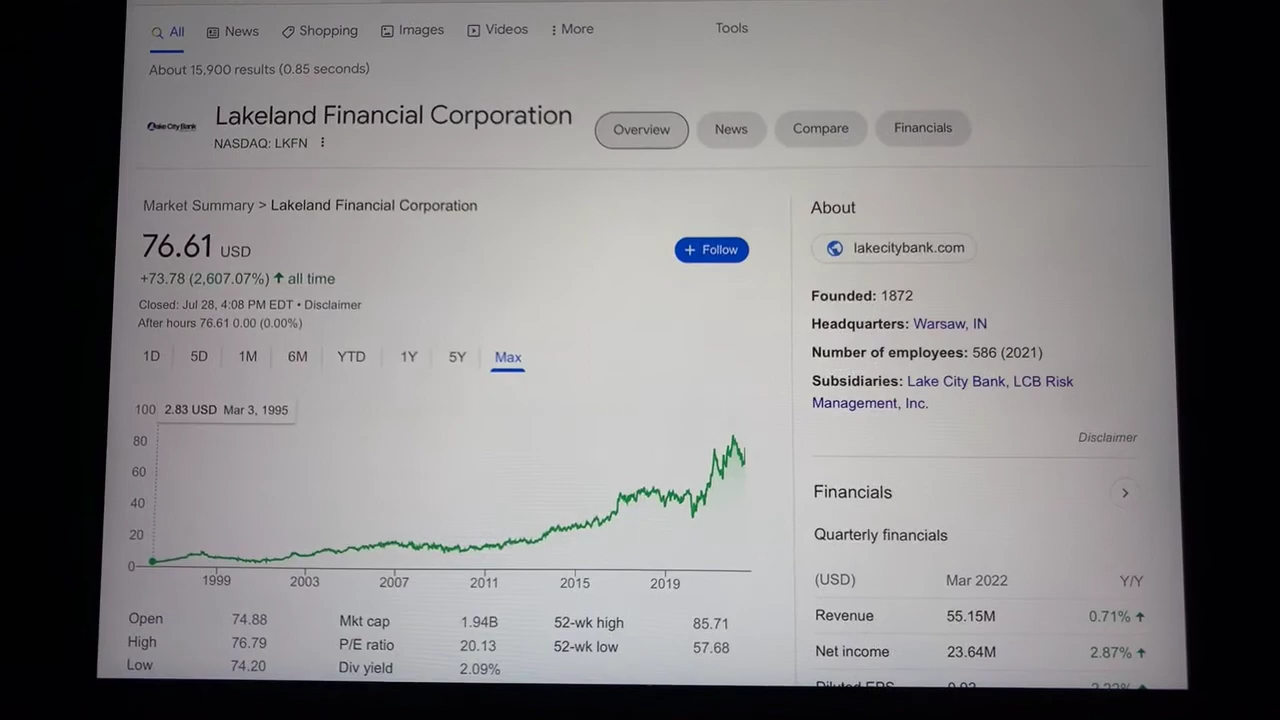 All News Shopping Images Videos More Tools
About 15,900 results (0.85 seconds)
Lake City Bank
Lakeland Financial Corporation
NASDAQ: LKFN
Overview News Compare Financials
Market Summary > Lakeland Financial Corporation
76.61 USD
+ Follow
+73.78 (2,607.07%) ↑ all time
Closed: Jul 28, 4:08 PM EDT • Disclaimer
After hours 76.61 0.00 (0.00%)
1D 5D 1M 6M YTD 1Y 5Y Max
100 2.83 USD Mar 3, 1995
80
60
40
20
0
1999 2003 2007 2011 2015 2019
Open 74.88 Mkt cap 1.94B 52-wk high 85.71
High 76.79 P/E ratio 20.13 52-wk low 57.68
Low 74.20 Div yield 2.09%
About
lakecitybank.com
Founded: 1872
Headquarters: Warsaw, IN
Number of employees: 586 (2021)
Subsidiaries: Lake City Bank, LCB Risk
Management, Inc.
Disclaimer
Financials
Quarterly financials
(USD) Mar 2022 Y/Y
Revenue 55.15M 0.71% ↑
Net income 23.64M 2.87% ↑
Diluted EPS